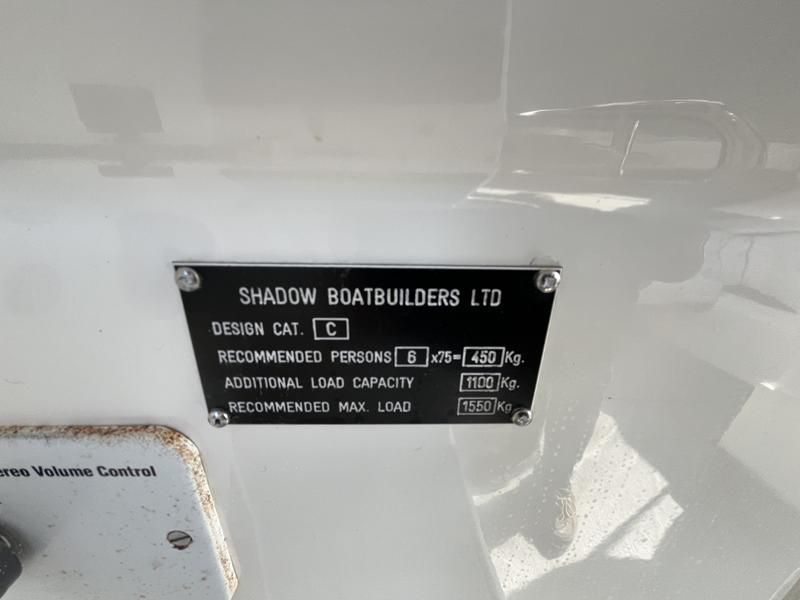 SHADOW BOATBUILDERS LTD
DESIGN CAT. C
RECOMMENDED PERSONS 6 x75= 450 Kg.
ADDITIONAL LOAD CAPACITY 1100 Kg.
RECOMMENDED MAX. LOAD 1550 Kg
ereo Volume Control